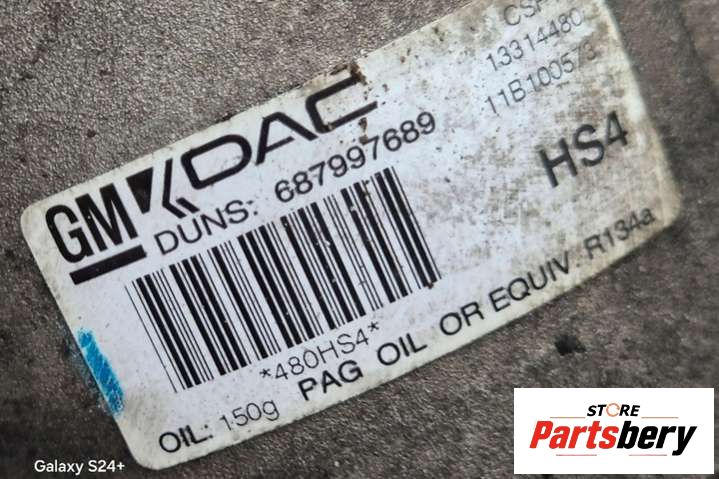 CSP
13314480
11B100573
GM KDAC
HS4
DUNS: 687997689
*480HS4*
OIL: 150g PAG OIL OR EQUIV. R134a
Galaxy S24+
STORE
Partsbery